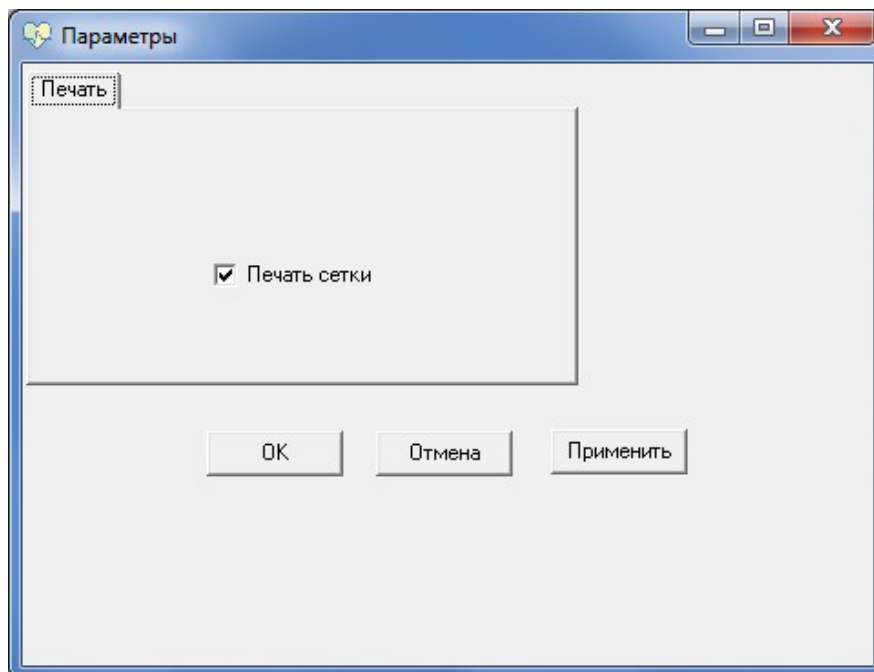 Параметры
Печать
Печать сетки
OK
Отмена
Применить